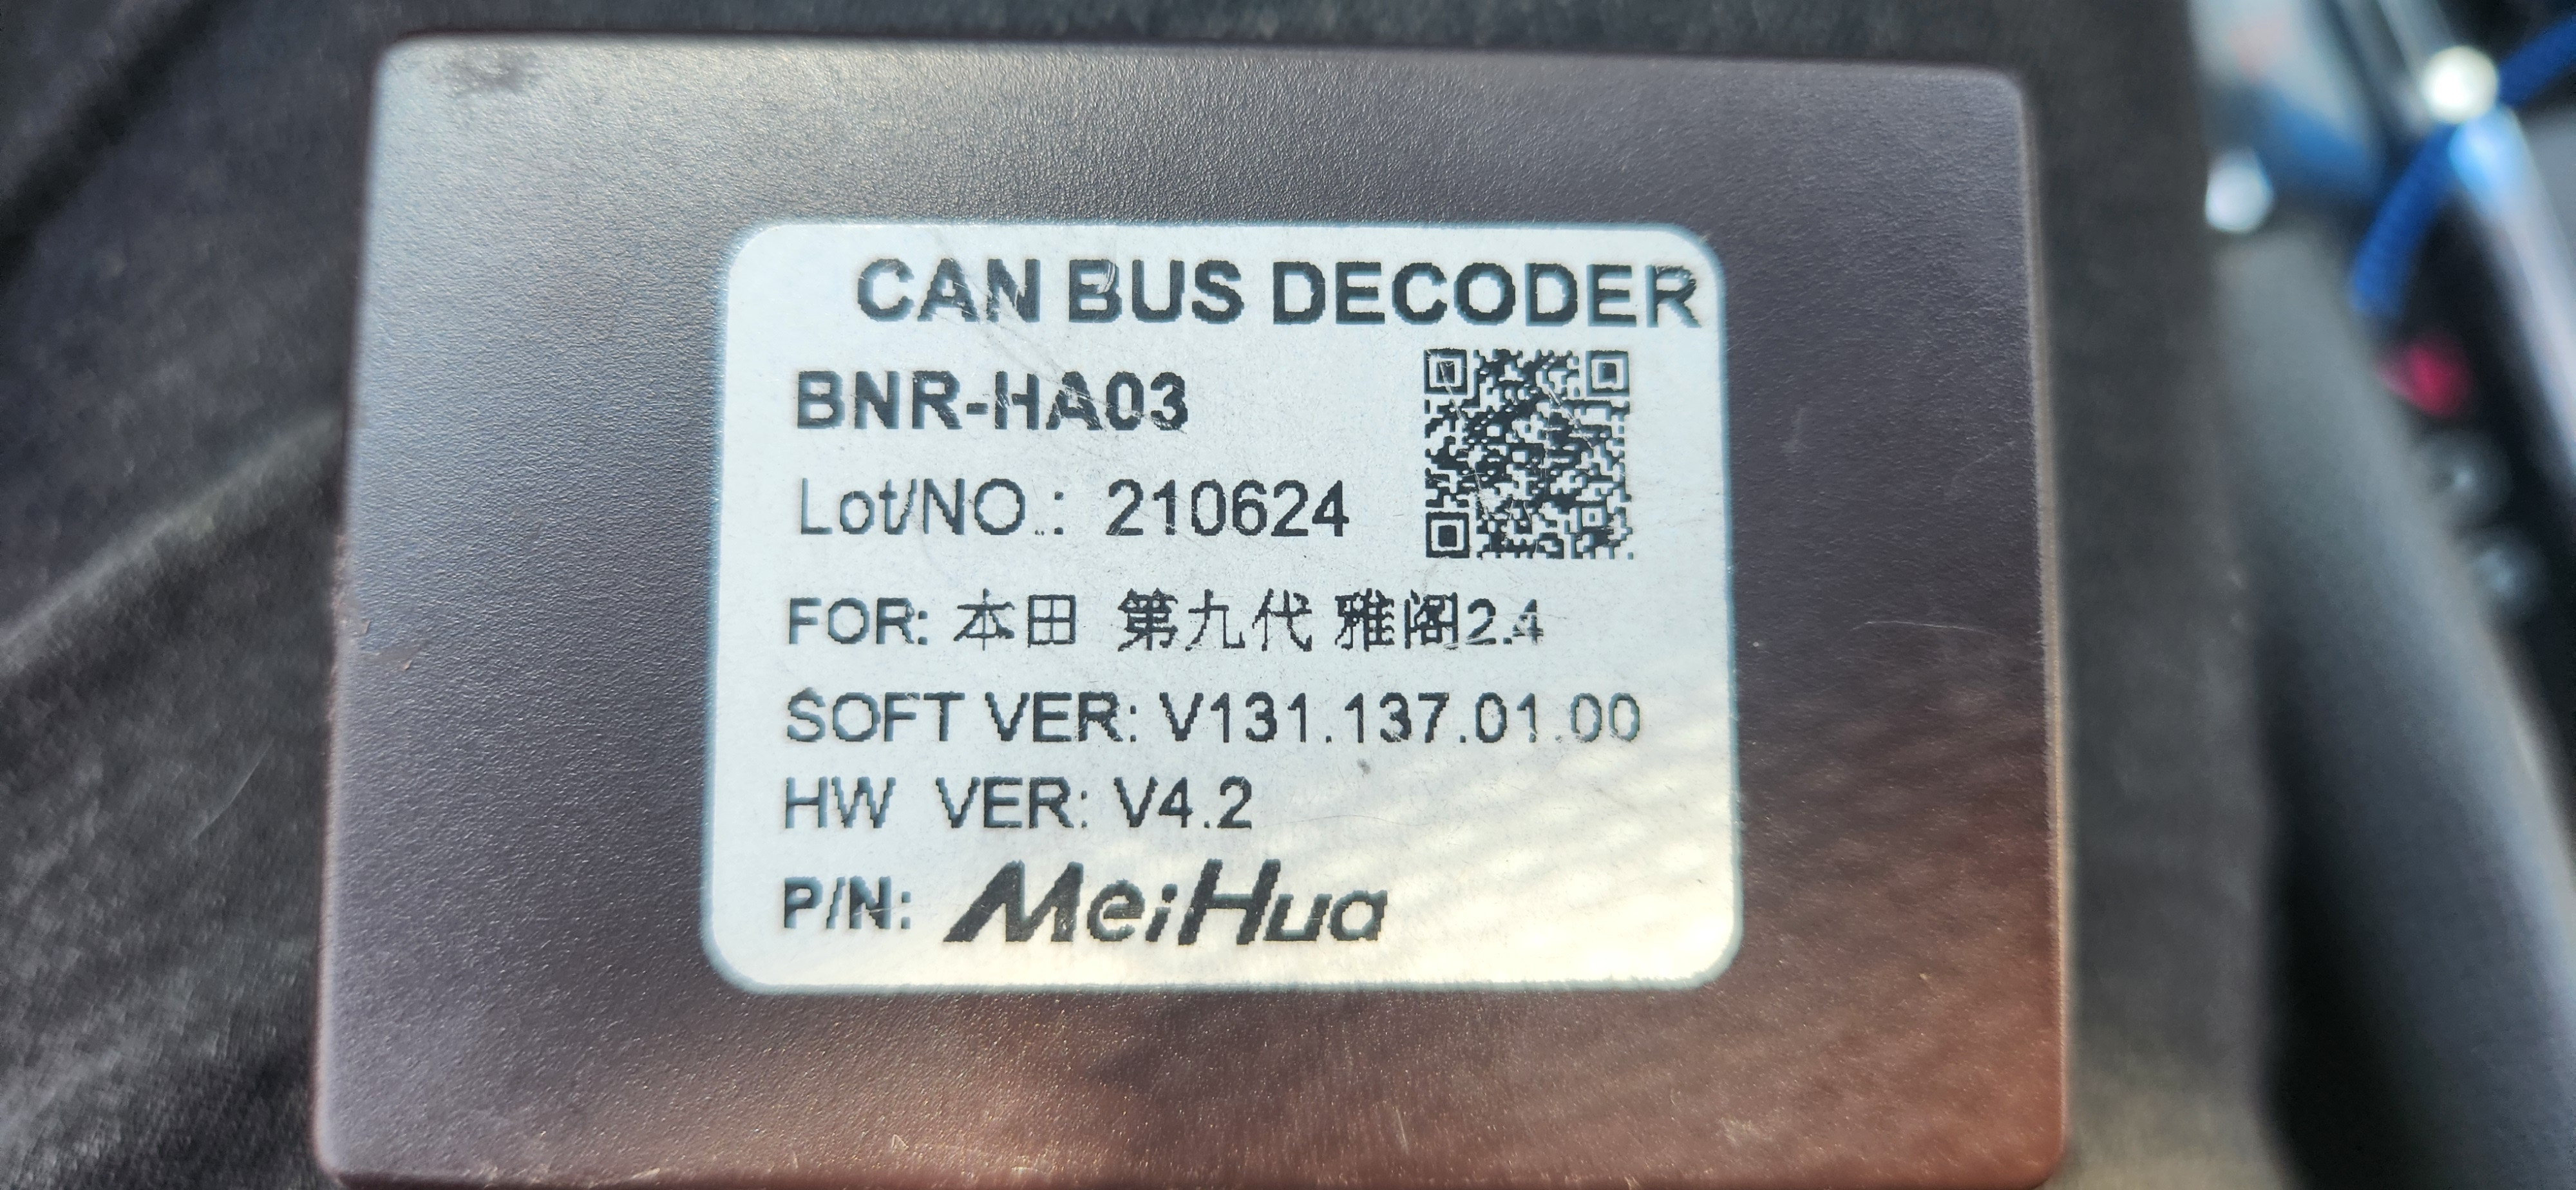 CAN BUS DECODER
BNR-HA03
Lot/NO.: 210624
FOR: 本田 第九代 雅阁2.4
SOFT VER: V131.137.01.00
HW VER: V4.2
P/N: MeiHua